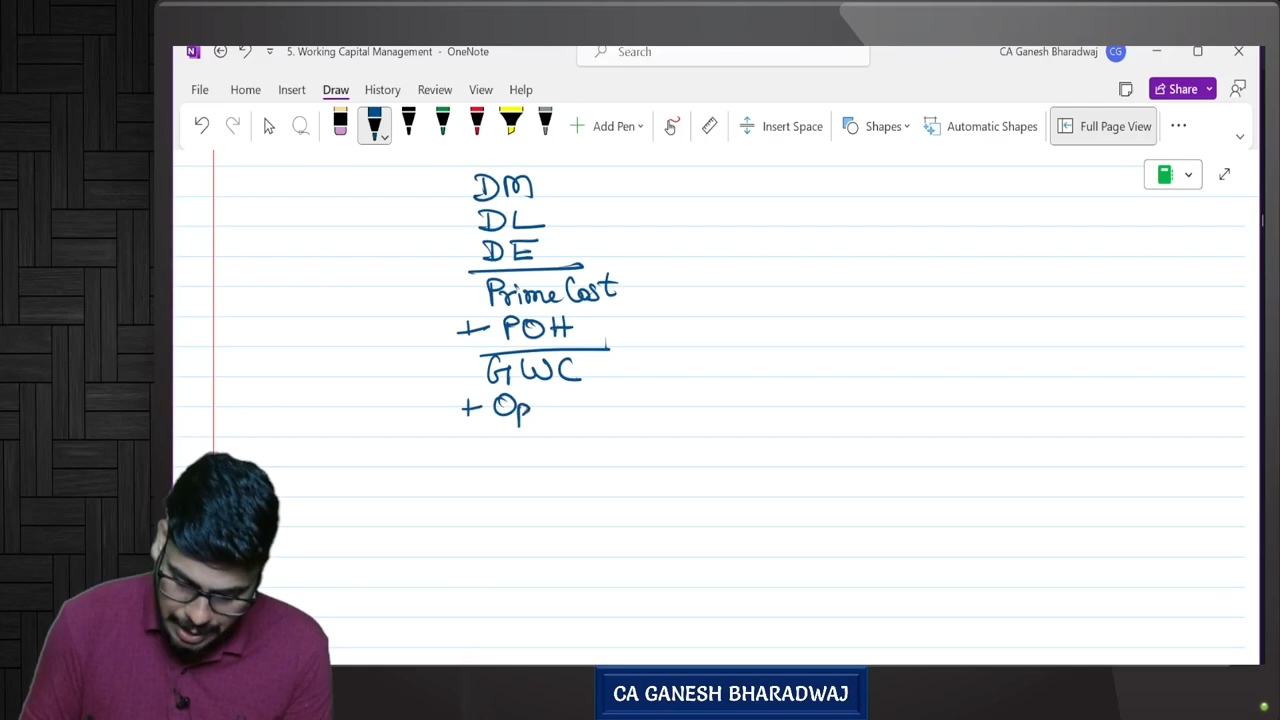 5. Working Capital Management - OneNote
Search
CA Ganesh Bharadwaj CG
File Home Insert Draw History Review View Help
Share
Add Pen
Insert Space
Shapes
Automatic Shapes
Full Page View
DM
DL
DE
Prime Cost
+ POH
GWC
+ Op
CA GANESH BHARADWAJ